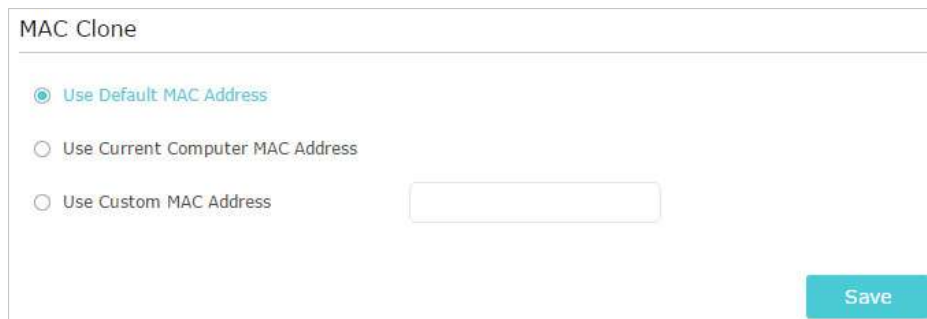 MAC Clone
Use Default MAC Address
Use Current Computer MAC Address
Use Custom MAC Address
Save